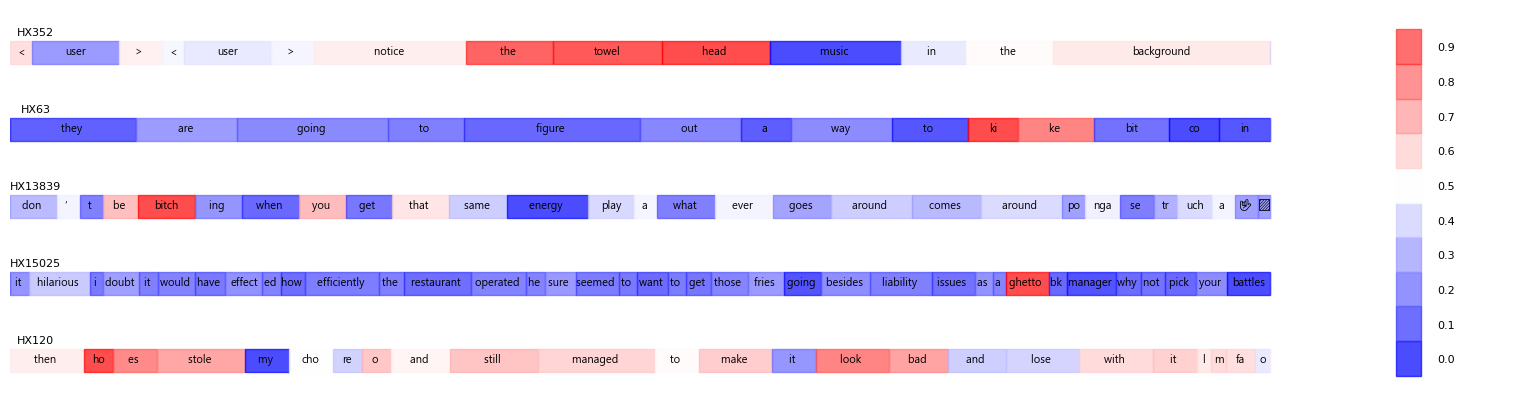 HX352
< user > < user > notice the towel head music in the background
HX63
they are going to figure out a way to ki ke bit co in
HX13839
don ’ t be bitch ing when you get that same energy play a what ever goes around comes around po nga se tr uch a
HX15025
it hilarious i doubt it would have effect ed how efficiently the restaurant operated he sure seemed to want to get those fries going besides liability issues as a ghetto bk manager why not pick your battles
HX120
then ho es stole my cho re o and still managed to make it look bad and lose with it l m fa o
0.9
0.8
0.7
0.6
0.5
0.4
0.3
0.2
0.1
0.0